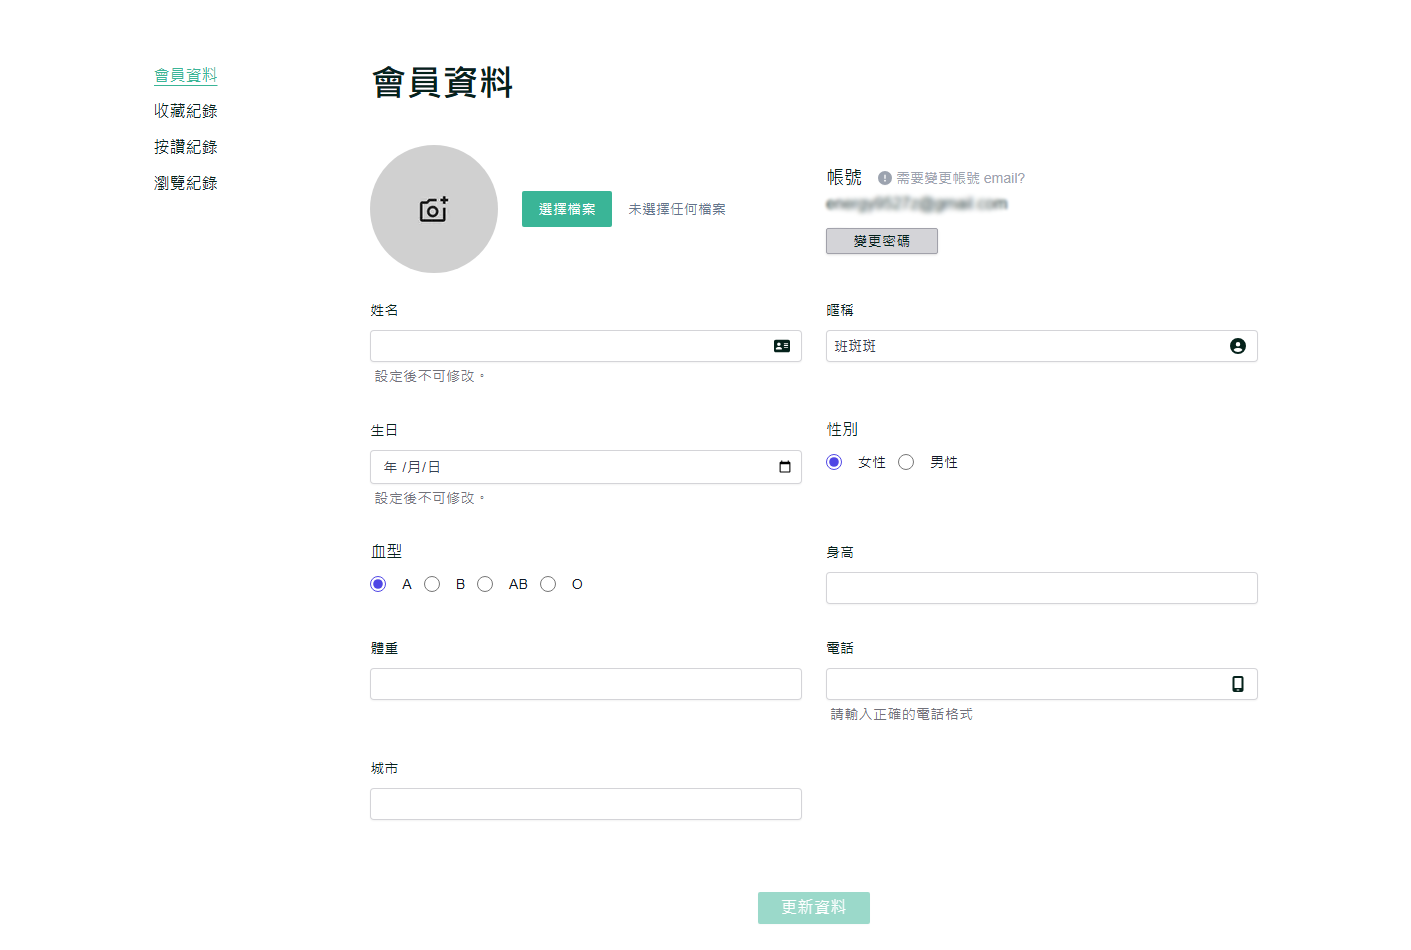 會員資料
收藏紀錄
按讚紀錄
瀏覽紀錄
會員資料
選擇檔案 未選擇任何檔案
帳號 需要變更帳號 email?
變更密碼
姓名
設定後不可修改。
暱稱
班斑斑
生日
年 /月/日
設定後不可修改。
性別
女性 男性
血型
A B AB O
身高
體重
電話
請輸入正確的電話格式
城市
更新資料